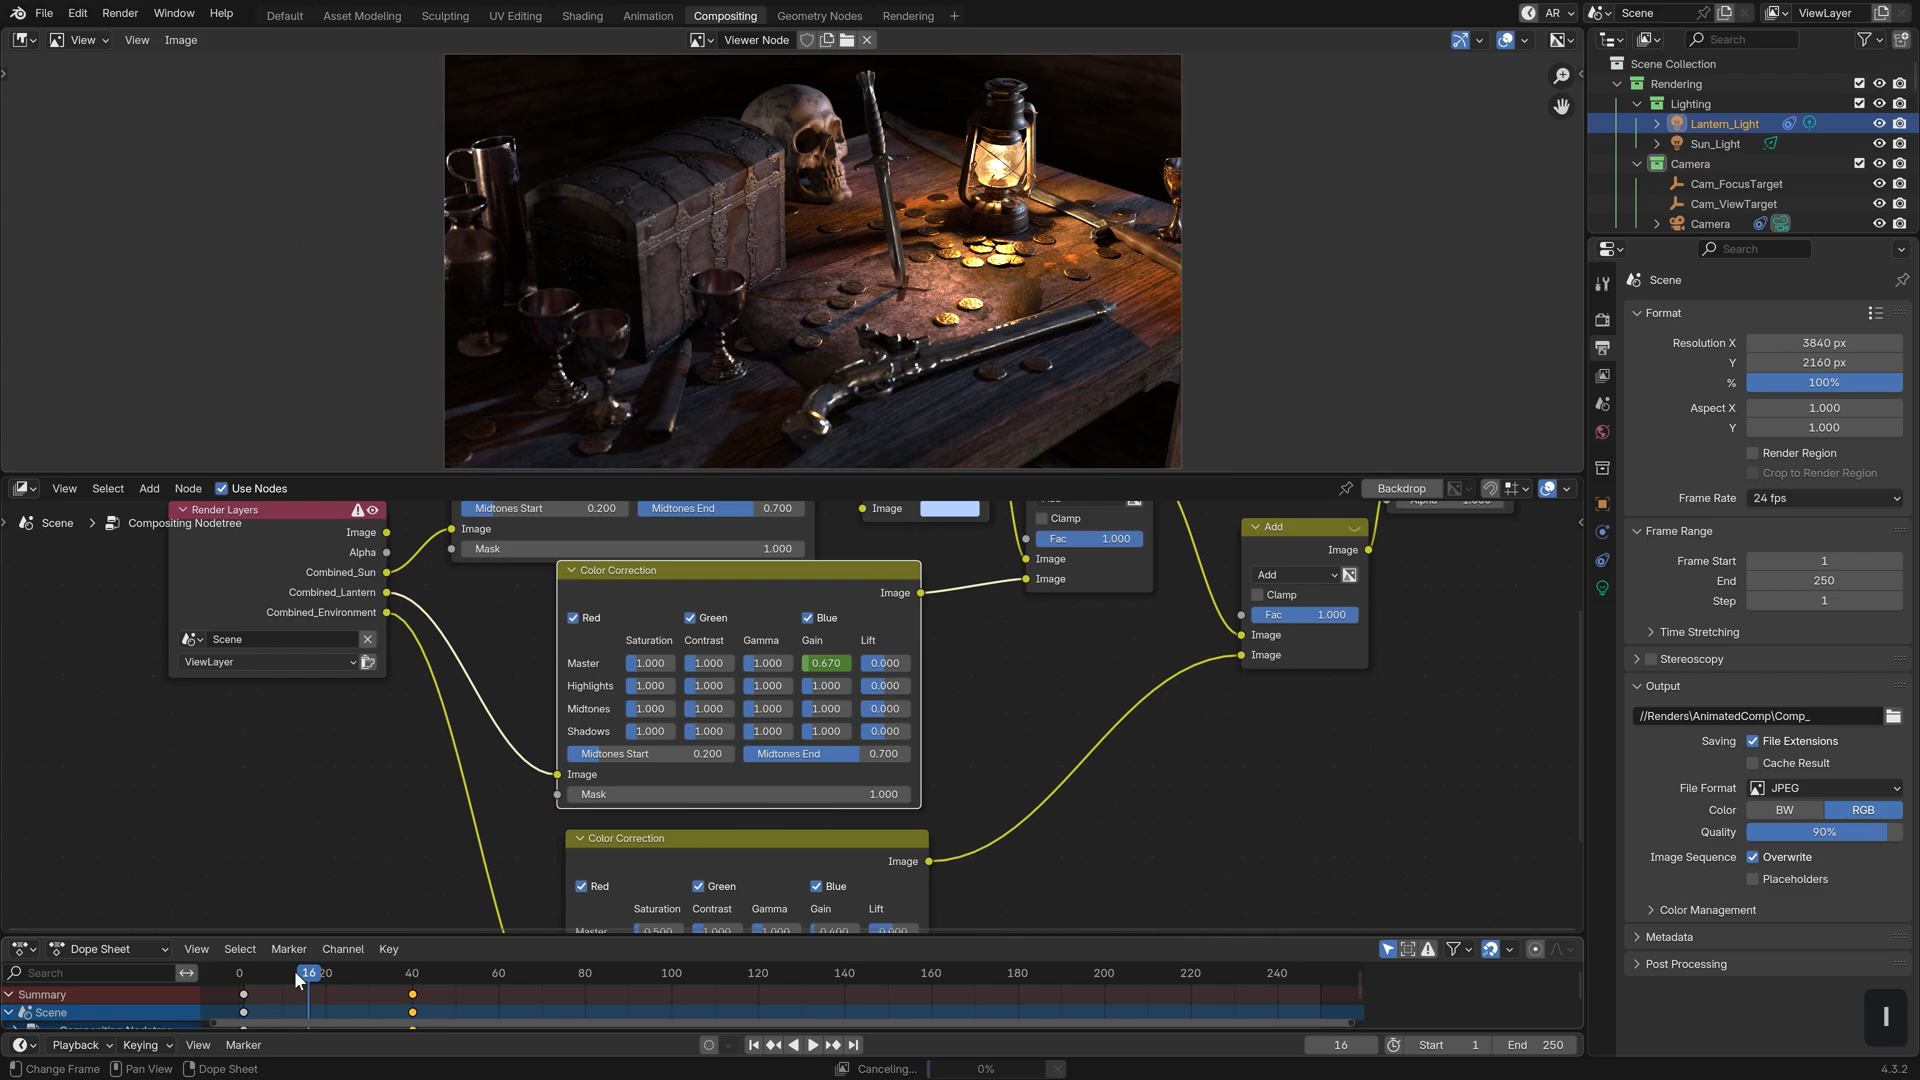 File Edit Render Window Help Default Asset Modeling Sculpting UV Editing Shading Animation Compositing Geometry Nodes Rendering + AR Scene ViewLayer
View View Image Viewer Node Search
Scene Collection
Rendering
Lighting
Lantern_Light
Sun_Light
Camera
Cam_FocusTarget
Cam_ViewTarget
Camera
Search
Scene
Format
Resolution X 3840 px
Y 2160 px
% 100%
Aspect X 1.000
Y 1.000
Render Region
Crop to Render Region
Frame Rate 24 fps
Frame Range
Frame Start 1
End 250
Step 1
Time Stretching
Stereoscopy
Output
//Renders\AnimatedComp\Comp_
Saving File Extensions
Cache Result
File Format JPEG
Color BW RGB
Quality 90%
Image Sequence Overwrite
Placeholders
Color Management
Metadata
Post Processing
View Select Add Node Use Nodes Backdrop
Scene > Compositing Nodetree
Render Layers
Image
Alpha
Combined_Sun
Combined_Lantern
Combined_Environment
Scene
ViewLayer
Midtones Start 0.200 Midtones End 0.700
Image
Mask 1.000
Color Correction
Image
Red Green Blue
Saturation Contrast Gamma Gain Lift
Master 1.000 1.000 1.000 0.670 0.000
Highlights 1.000 1.000 1.000 1.000 0.000
Midtones 1.000 1.000 1.000 1.000 0.000
Shadows 1.000 1.000 1.000 1.000 0.000
Midtones Start 0.200 Midtones End 0.700
Image
Mask 1.000
Color Correction
Image
Red Green Blue
Saturation Contrast Gamma Gain Lift
Master 0.500 1.000 1.000 0.400 0.000
Image
Clamp
Fac 1.000
Image
Image
Add
Image
Add
Clamp
Fac 1.000
Image
Image
Dope Sheet View Select Marker Channel Key
Search 0 16 20 40 60 80 100 120 140 160 180 200 220 240
Summary
Scene
Playback Keying View Marker 16 Start 1 End 250
Change Frame Pan View Dope Sheet Canceling... 0% 4.3.2
I